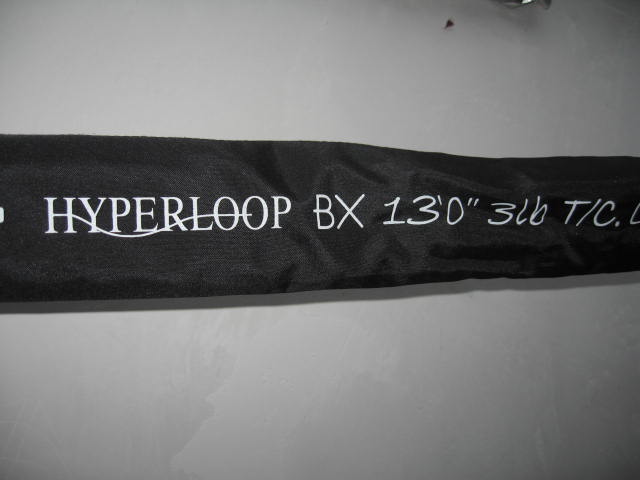 HYPERLOOP BX 13'0" 3lb T/C.